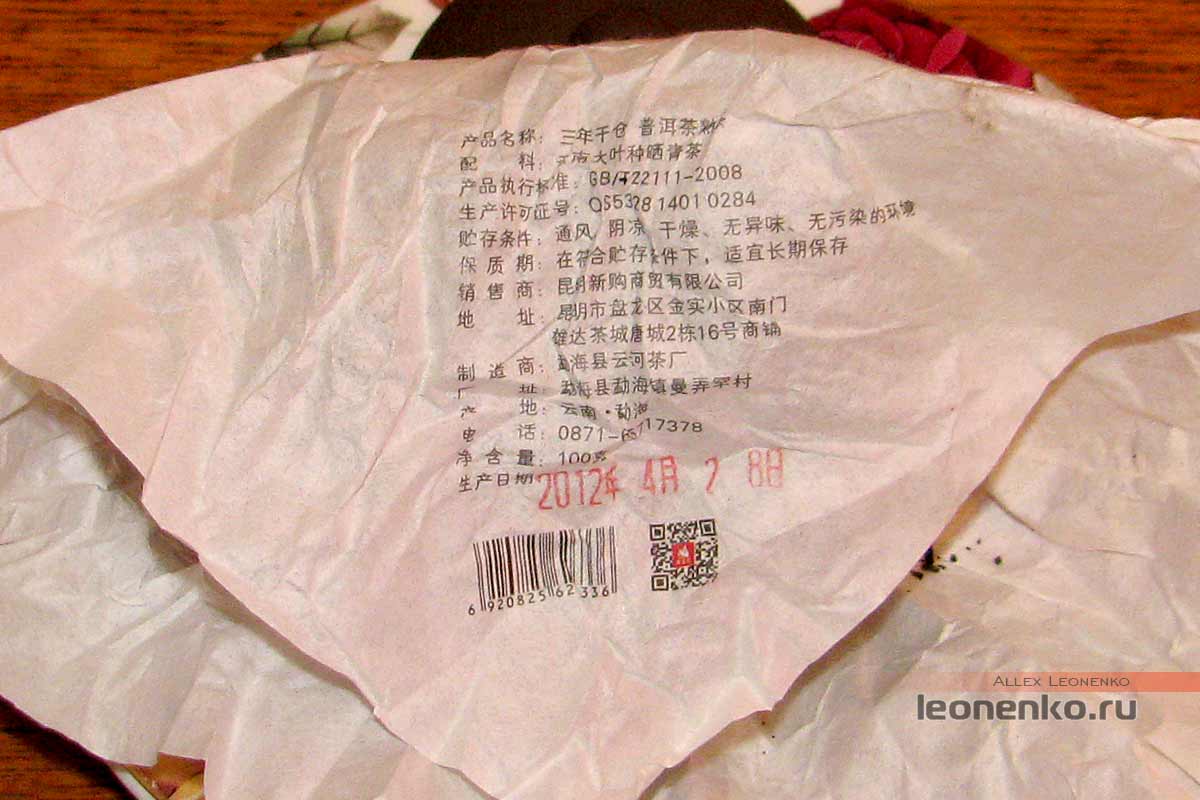 产品名称: 三年干仓 普洱茶
配 料: 大叶种晒青茶
产品执行标准: GB/T22111-2008
生产许可证号: QS5328 1401 0284
贮存条件: 通风、阴凉、干燥、无异味、无污染的环境
保质期: 在符合贮存条件下，适宜长期保存
销售商: 昆明新购商贸有限公司
地 址: 昆明市盘龙区金实小区南门
雄达茶城唐城2栋16号商铺
制造商: 勐海县云河茶厂
厂 址: 勐海县勐海镇曼弄罕村
产 地: 云南·勐海
电 话: 0871-
净含量: 100克
生产日期: 2012年 4月 2 8日
6 920825 62336
ALLEX LEONENKO
leonenko.ru